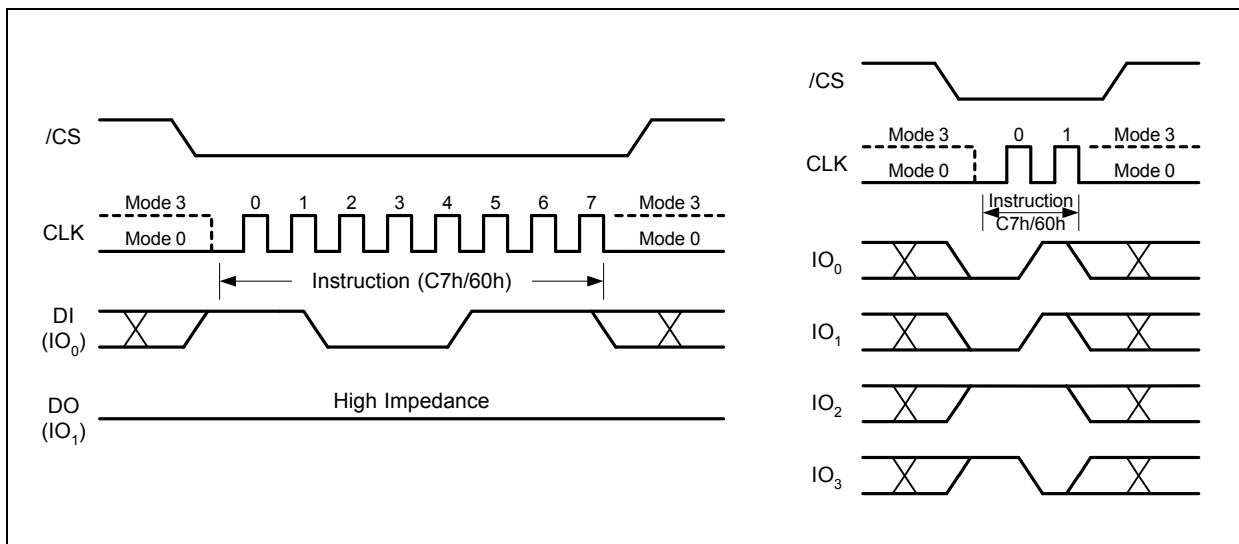 /CS
Mode 3
0 1 2 3 4 5 6 7
Mode 3
CLK
Mode 0
Mode 0
Instruction (C7h/60h)
DI
(IO0)
High Impedance
DO
(IO1)
/CS
Mode 3
0 1
Mode 3
CLK
Mode 0
Mode 0
Instruction
C7h/60h
IO0
IO1
IO2
IO3